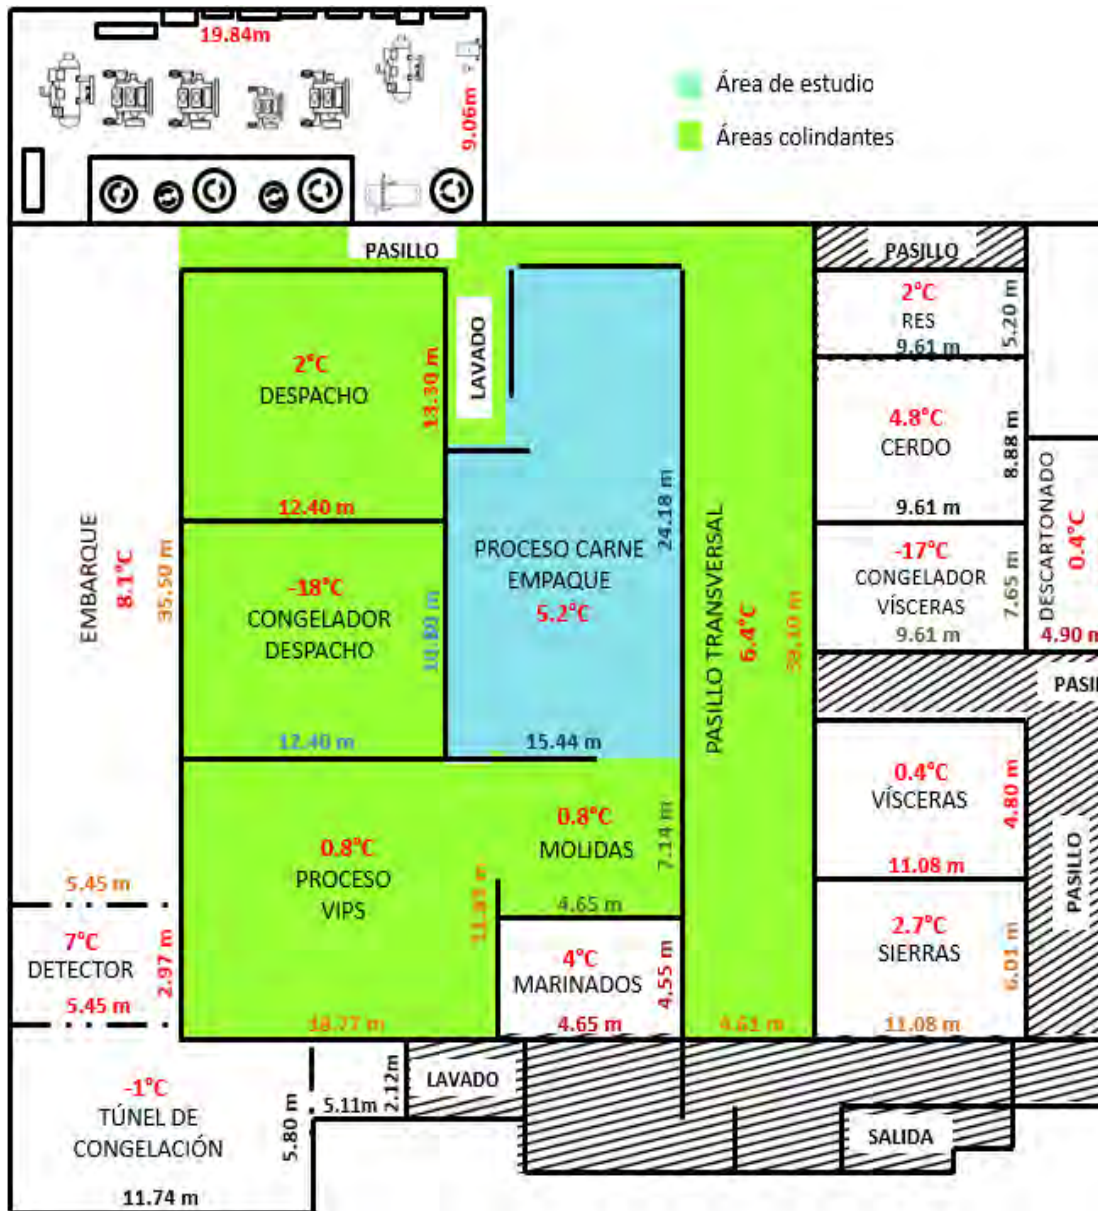 19.84m
9.06m
Área de estudio
Áreas colindantes
PASILLO
PASILLO
2°C
RES
9.61 m
5.20 m
LAVADO
2°C
DESPACHO
13.30 m
12.40 m
4.8°C
CERDO
8.88 m
9.61 m
EMBARQUE
8.1°C
35.50 m
-18°C
CONGELADOR
DESPACHO
12.40 m
PROCESO CARNE
EMPAQUE
5.2°C
24.18 m
15.44 m
PASILLO TRANSVERSAL
6.4°C
-17°C
CONGELADOR
VÍSCERAS
9.61 m
7.65 m
DESCARTONADO
0.4°C
4.90 m
PASIL
0.4°C
VÍSCERAS
4.80 m
11.08 m
PASILLO
0.8°C
PROCESO
VIPS
0.8°C
MOLIDAS
7.14 m
4.65 m
5.45 m
7°C
DETECTOR
2.97 m
5.45 m
4°C
MARINADOS
4.55 m
4.65 m
4.61 m
2.7°C
SIERRAS
6.01 m
11.08 m
-1°C
TÚNEL DE
CONGELACIÓN
5.80 m
11.74 m
5.11m
2.12m
LAVADO
SALIDA